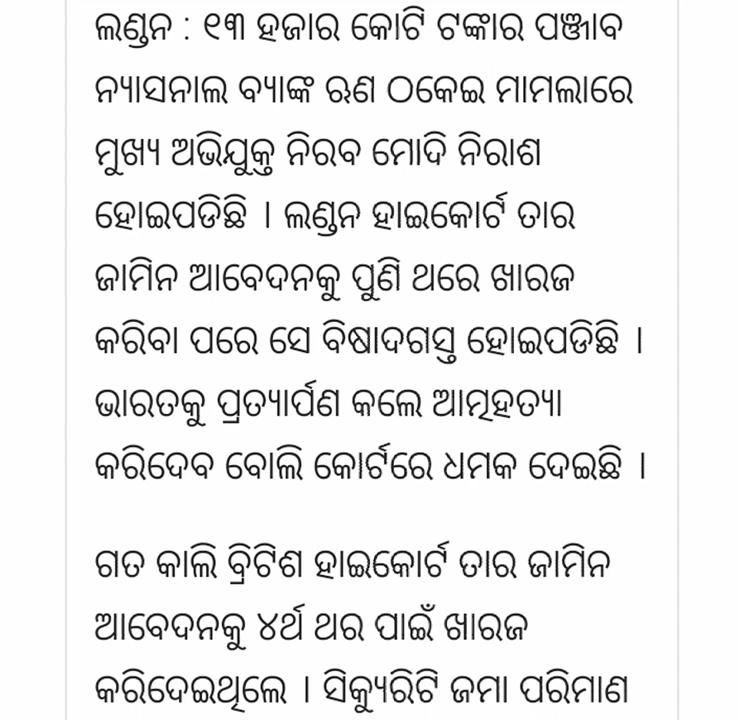 ଲଣ୍ଡନ : ୧୩ ହଜାର କୋଟି ଟଙ୍କାର ପଞ୍ଜାବ
ନ୍ୟାସନାଲ ବ୍ୟାଙ୍କ ଋଣ ଠକେଇ ମାମଲାରେ
ମୁଖ୍ୟ ଅଭିଯୁକ୍ତ ନିରବ ମୋଦି ନିରାଶ
ହୋଇପଡିଛି । ଲଣ୍ଡନ ହାଇକୋର୍ଟ ତାର
ଜାମିନ ଆବେଦନକୁ ପୁଣି ଥରେ ଖାରଜ
କରିବା ପରେ ସେ ବିଷାଦଗସ୍ତ ହୋଇପଡିଛି ।
ଭାରତକୁ ପ୍ରତ୍ୟାର୍ପଣ କଲେ ଆତ୍ମହତ୍ୟା
କରିଦେବ ବୋଲି କୋର୍ଟରେ ଧମକ ଦେଇଛି ।
ଗତ କାଲି ବ୍ରିଟିଶ ହାଇକୋର୍ଟ ତାର ଜାମିନ
ଆବେଦନକୁ ୪ର୍ଥ ଥର ପାଇଁ ଖାରଜ
କରିଦେଇଥିଲେ । ସିକ୍ୟୁରିଟି ଜମା ପରିମାଣ